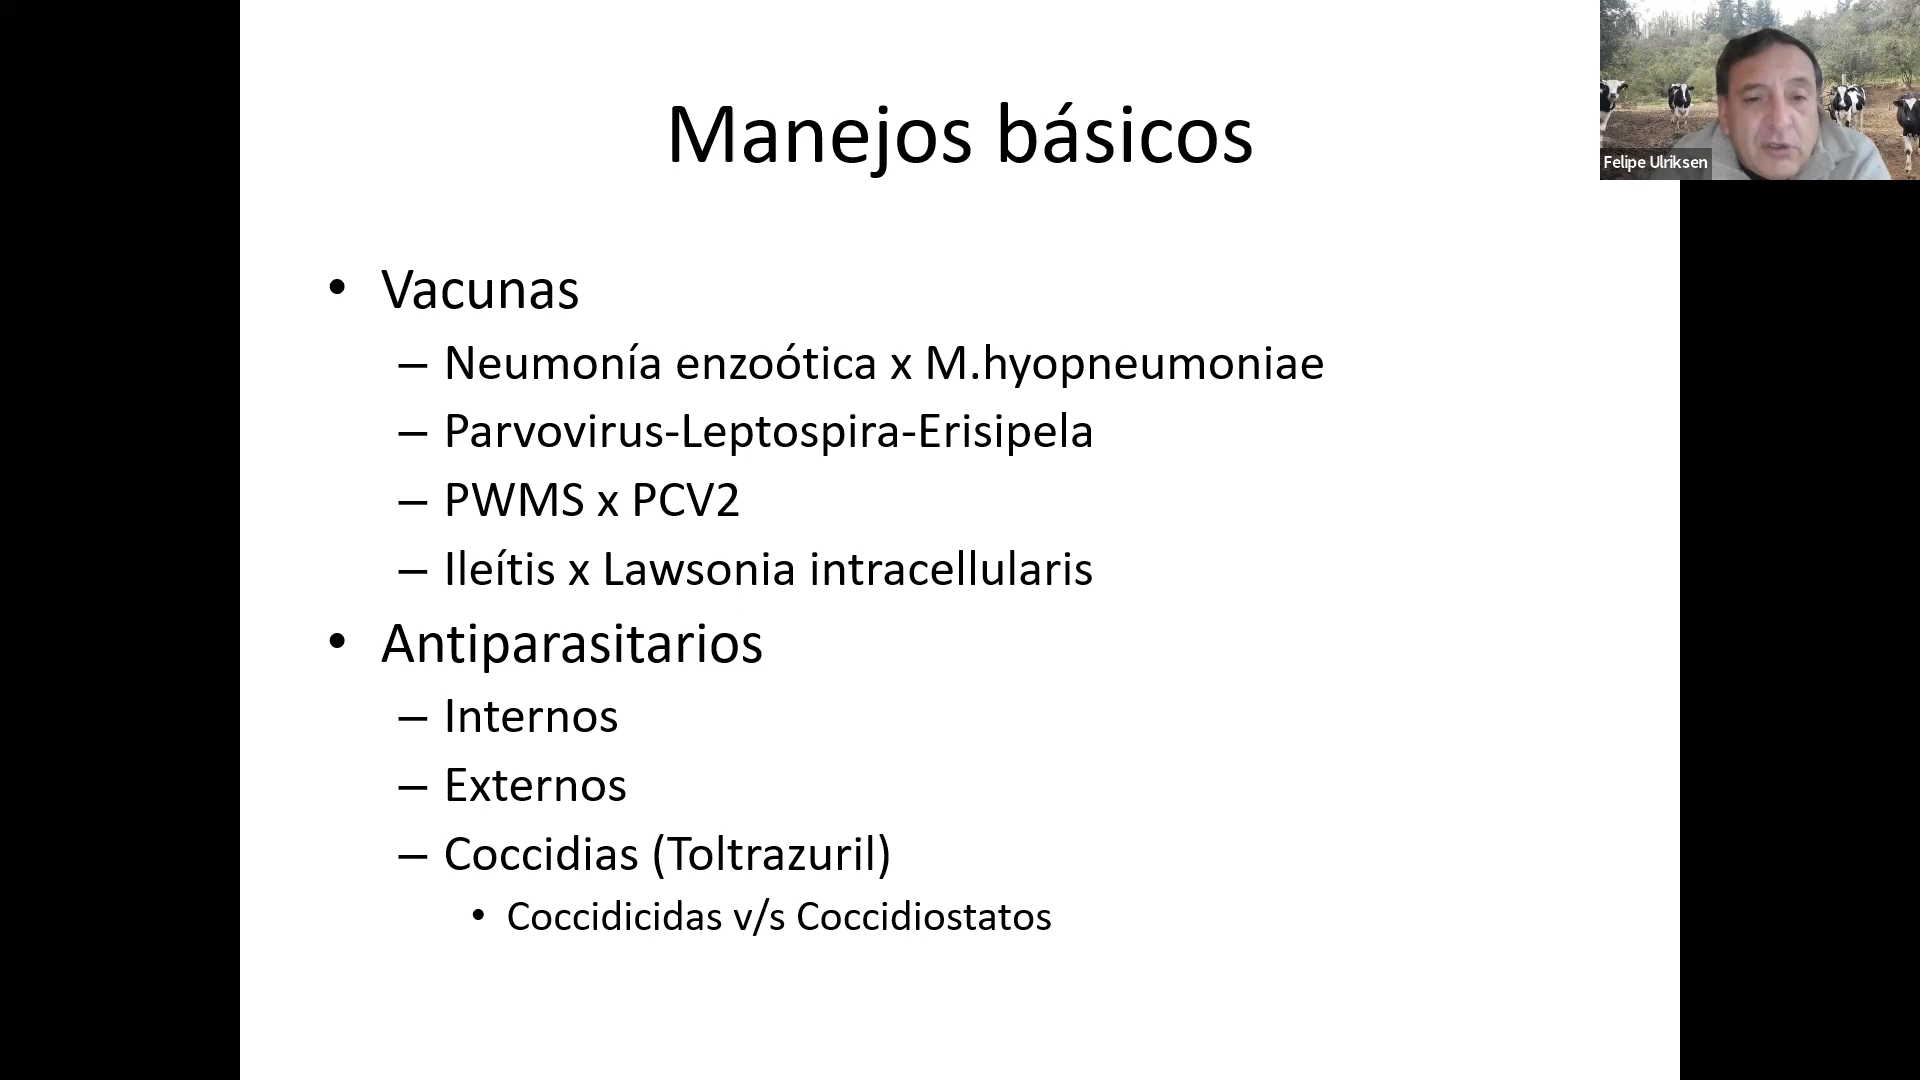 Manejos básicos
Felipe Ulriksen
• Vacunas
– Neumonía enzoótica x M.hyopneumoniae
– Parvovirus-Leptospira-Erisipela
– PWMS x PCV2
– Ileítis x Lawsonia intracellularis
• Antiparasitarios
– Internos
– Externos
– Coccidias (Toltrazuril)
• Coccidicidas v/s Coccidiostatos